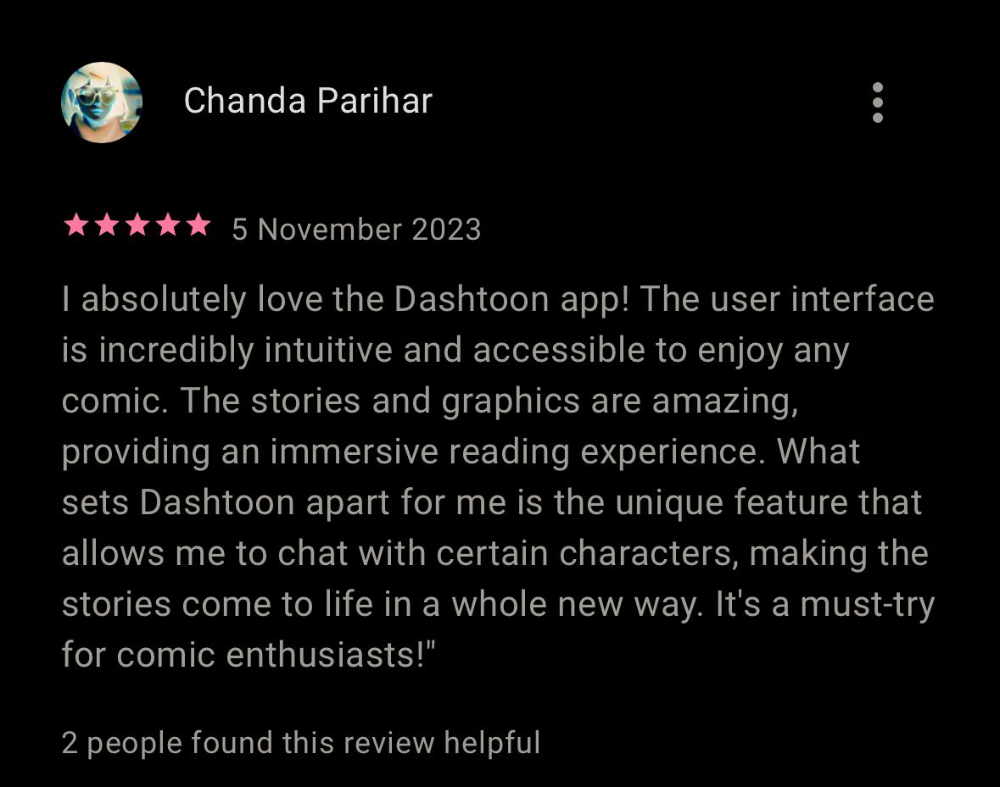 Chanda Parihar
5 November 2023
I absolutely love the Dashtoon app! The user interface
is incredibly intuitive and accessible to enjoy any
comic. The stories and graphics are amazing,
providing an immersive reading experience. What
sets Dashtoon apart for me is the unique feature that
allows me to chat with certain characters, making the
stories come to life in a whole new way. It's a must-try
for comic enthusiasts!"
2 people found this review helpful